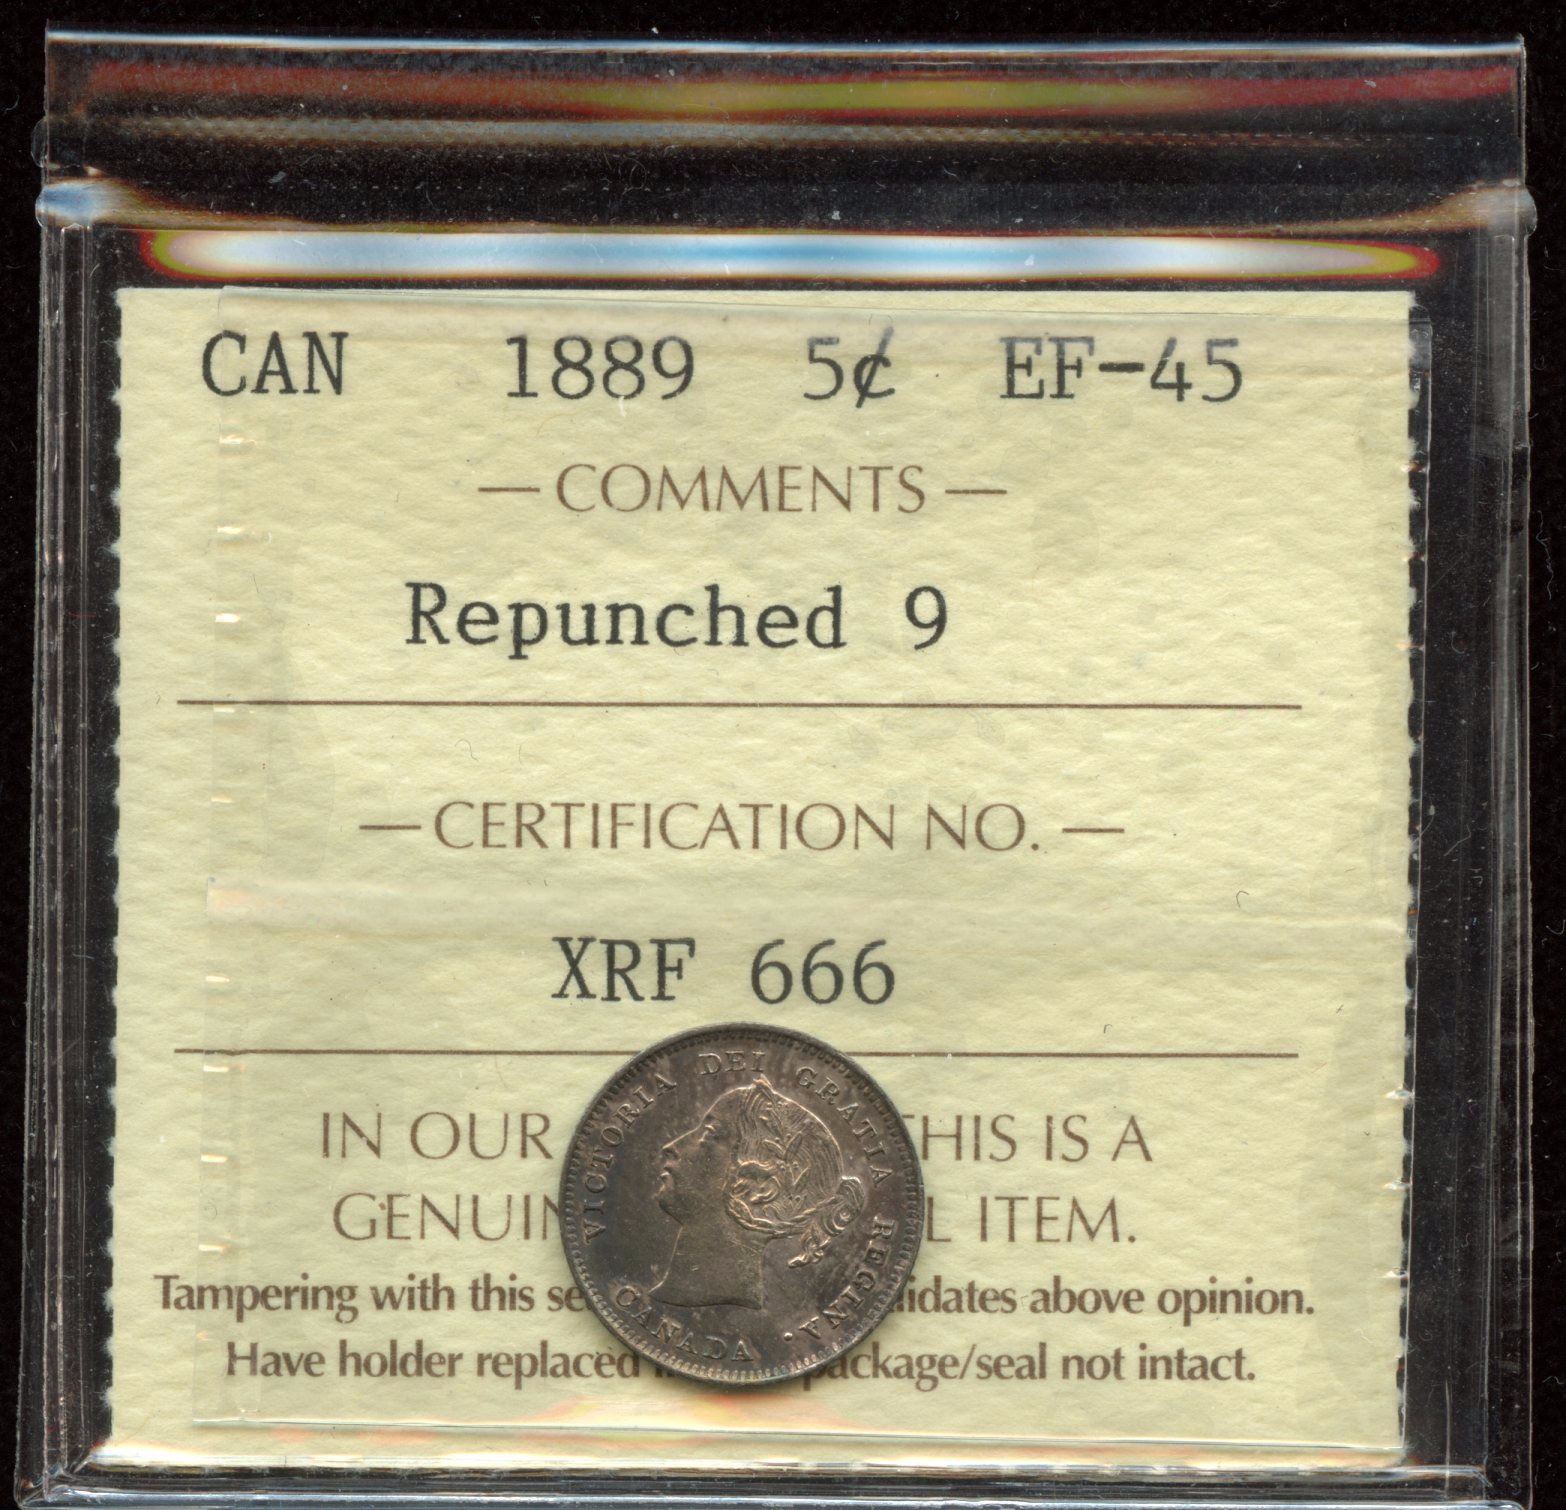 CAN 1889 5¢ EF-45
— COMMENTS —
Repunched 9
— CERTIFICATION NO. —
XRF 666
VICTORIA DEI GRATIA REGINA.
CANADA
IN OUR THIS IS A
GENUIN L ITEM.
Tampering with this se idates above opinion.
Have holder replaced package/seal not intact.